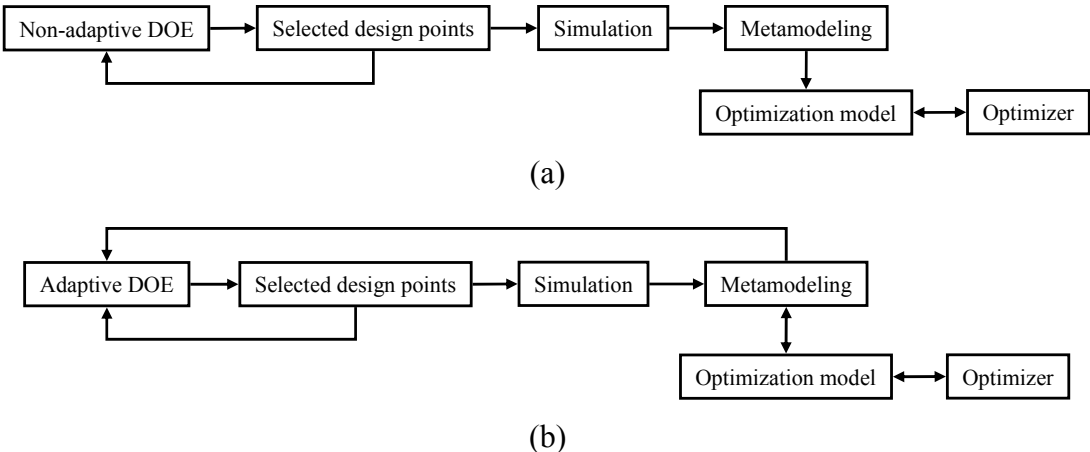 Non-adaptive DOE
Selected design points
Simulation
Metamodeling
Optimization model
Optimizer
(a)
Adaptive DOE
Selected design points
Simulation
Metamodeling
Optimization model
Optimizer
(b)